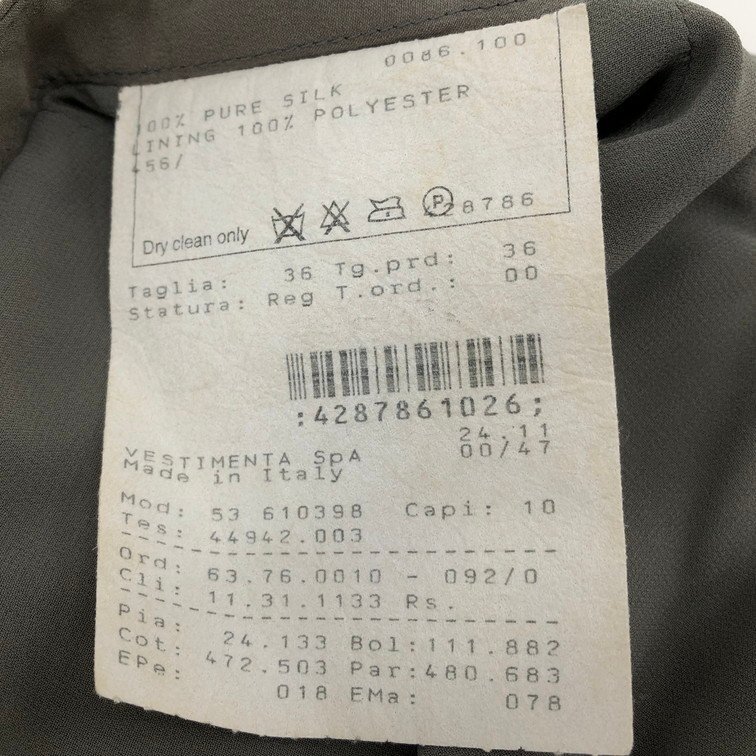 0086.100
100% PURE SILK
LINING 100% POLYESTER
456/
Dry clean only P 428786
Taglia: 36 Tg.prd: 36
Statura: Reg T.ord.: 00
:4287861026;
24.11
VESTIMENTA SpA 00/47
Made in Italy
Mod: 53 610398 Capi: 10
Tes: 44942.003
Ord: 63.76.0010 - 092/0
Cli: 11.31.1133 Rs.
Pia: 24.133 Bol:111.882
Cot: 472.503 Par:480.683
EPe: 018 EMa: 078